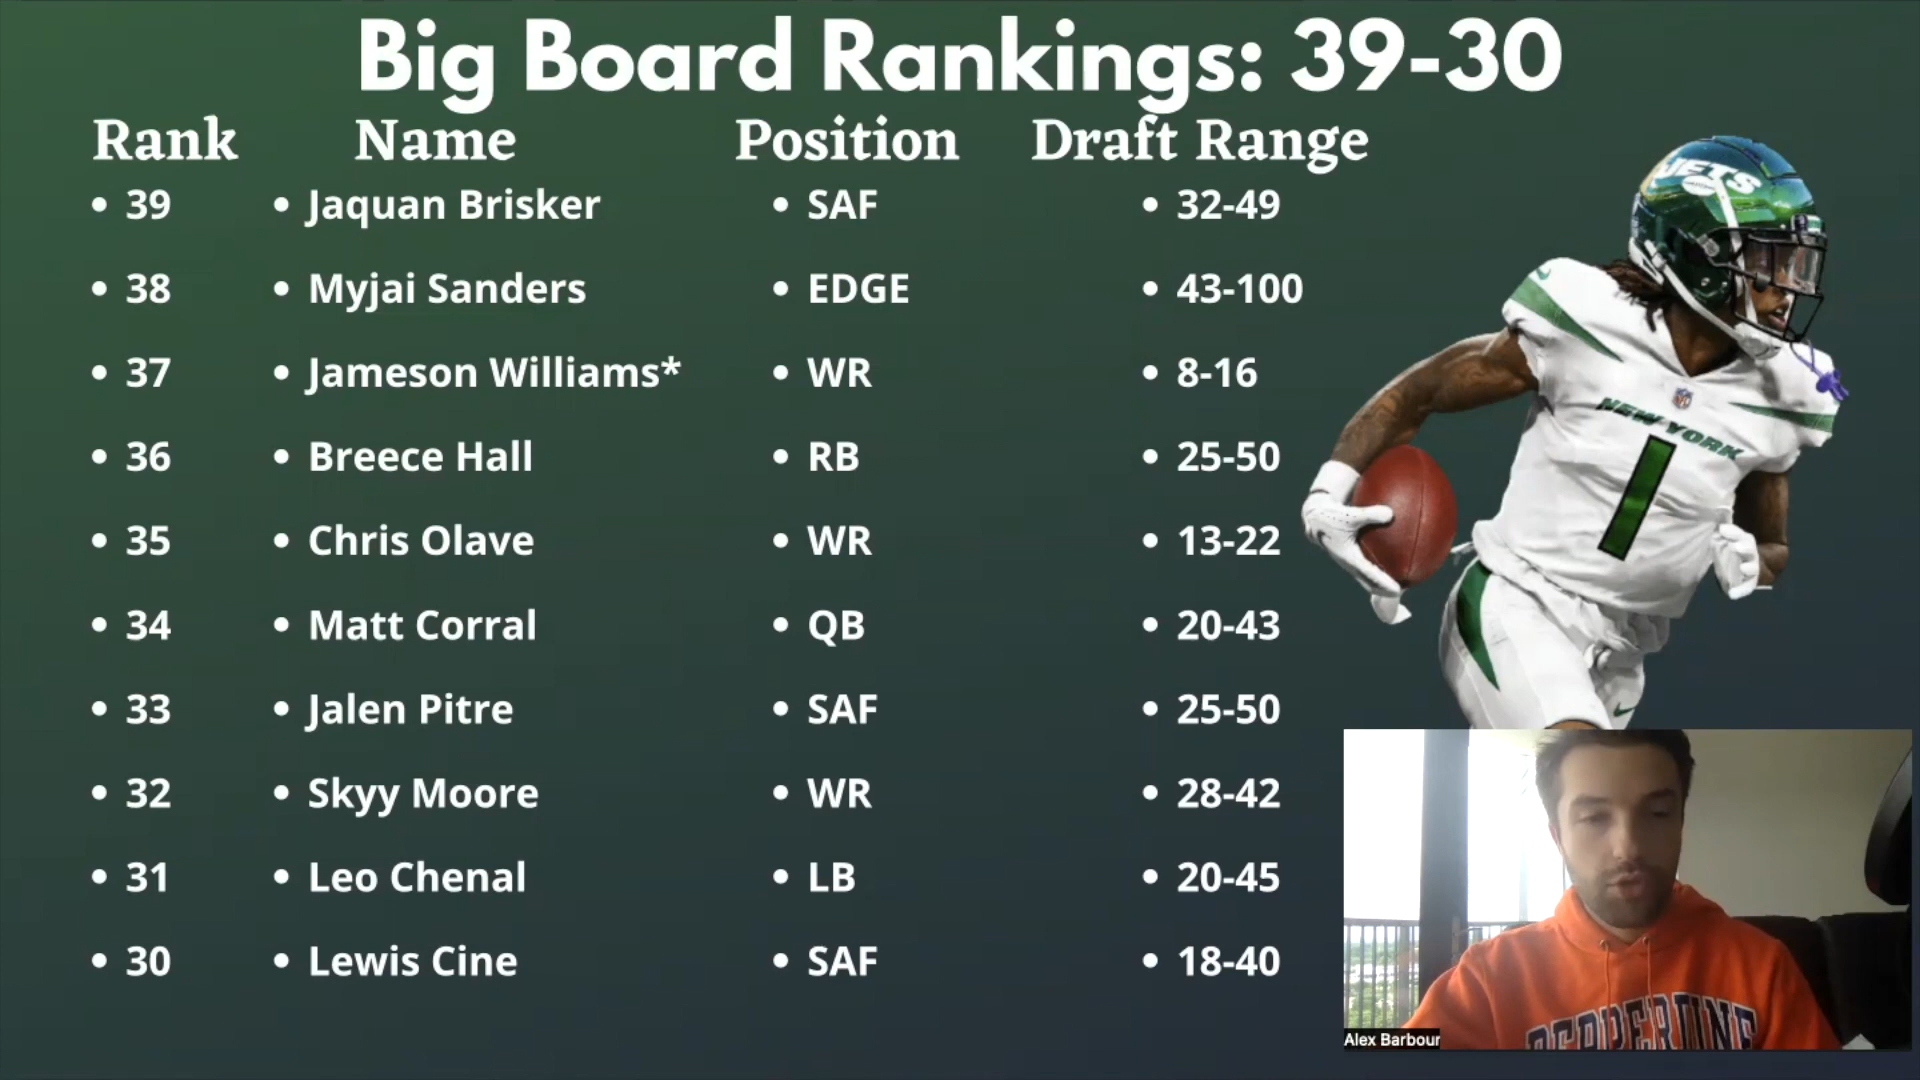 Big Board Rankings: 39-30
Rank Name Position Draft Range
• 39 • Jaquan Brisker • SAF • 32-49
• 38 • Myjai Sanders • EDGE • 43-100
• 37 • Jameson Williams* • WR • 8-16
• 36 • Breece Hall • RB • 25-50
• 35 • Chris Olave • WR • 13-22
• 34 • Matt Corral • QB • 20-43
• 33 • Jalen Pitre • SAF • 25-50
• 32 • Skyy Moore • WR • 28-42
• 31 • Leo Chenal • LB • 20-45
• 30 • Lewis Cine • SAF • 18-40
JETS
NEW YORK
1
PEPPERDINE
Alex Barbour